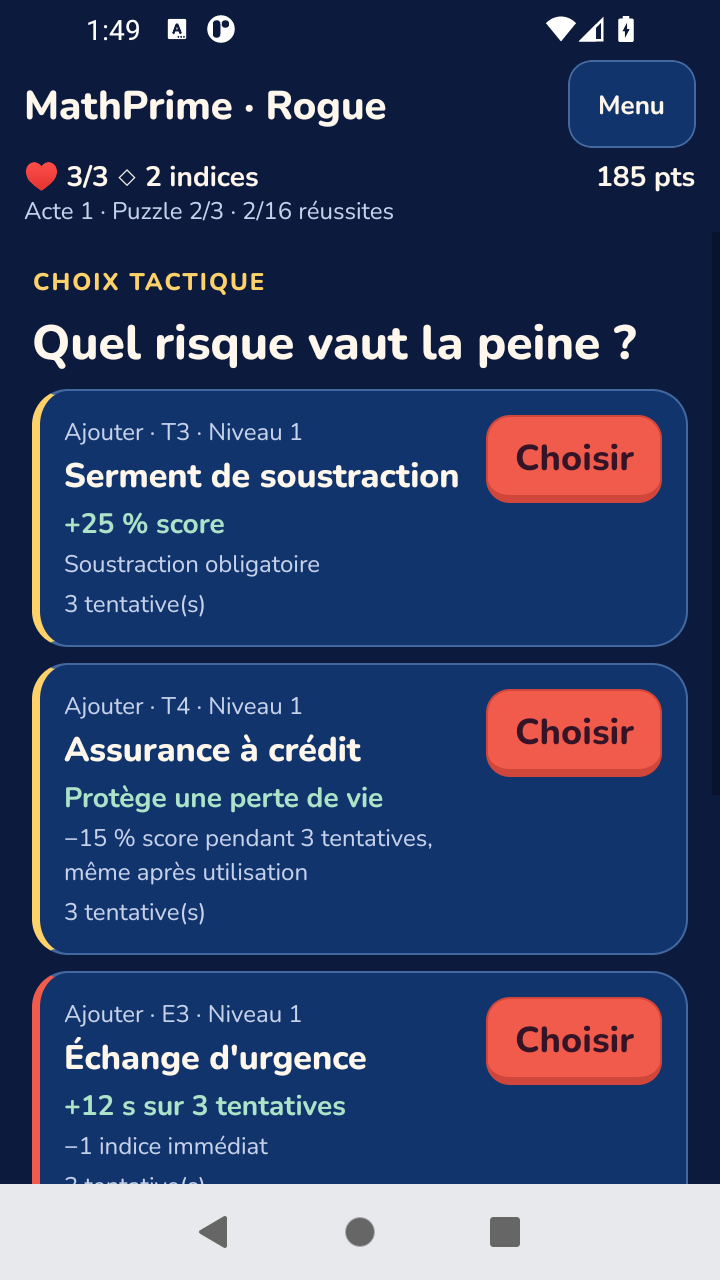 1:49
MathPrime · Rogue
Menu
3/3 ◇ 2 indices
185 pts
Acte 1 · Puzzle 2/3 · 2/16 réussites
CHOIX TACTIQUE
Quel risque vaut la peine ?
Ajouter · T3 · Niveau 1
Choisir
Serment de soustraction
+25 % score
Soustraction obligatoire
3 tentative(s)
Ajouter · T4 · Niveau 1
Choisir
Assurance à crédit
Protège une perte de vie
−15 % score pendant 3 tentatives,
même après utilisation
3 tentative(s)
Ajouter · E3 · Niveau 1
Choisir
Échange d'urgence
+12 s sur 3 tentatives
−1 indice immédiat
3 tentative(s)